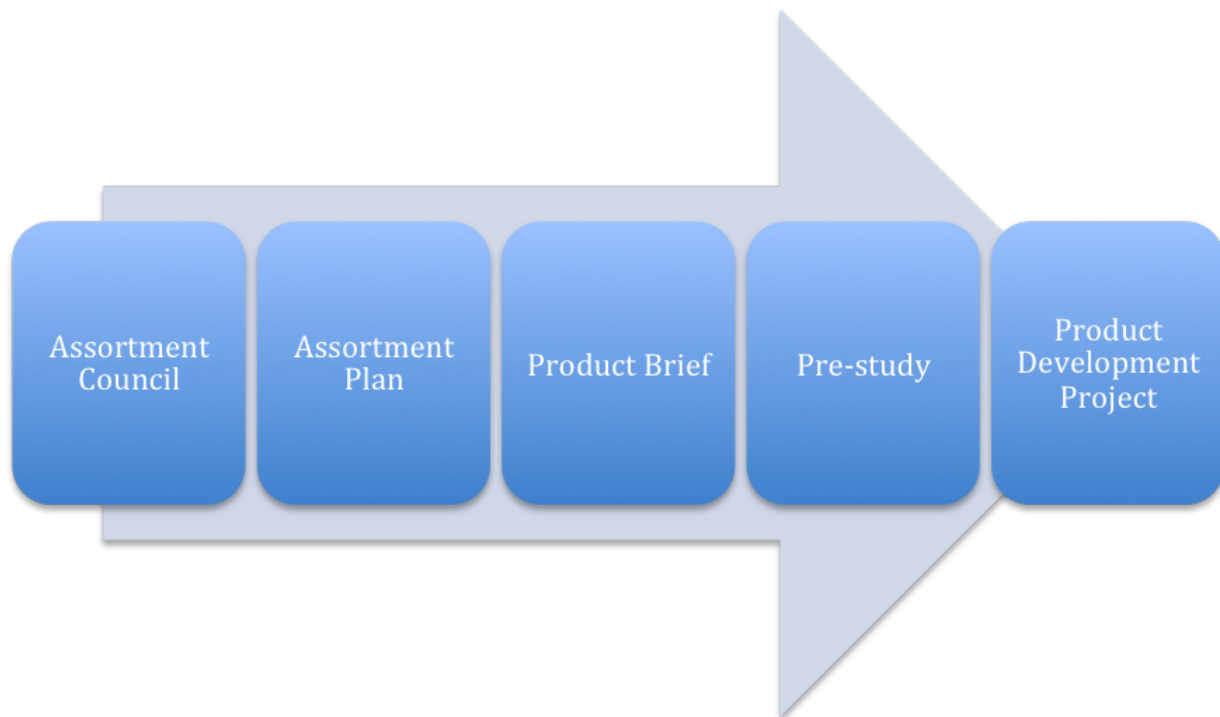 Assortment
Council
Assortment
Plan
Product Brief
Pre-study
Product
Development
Project